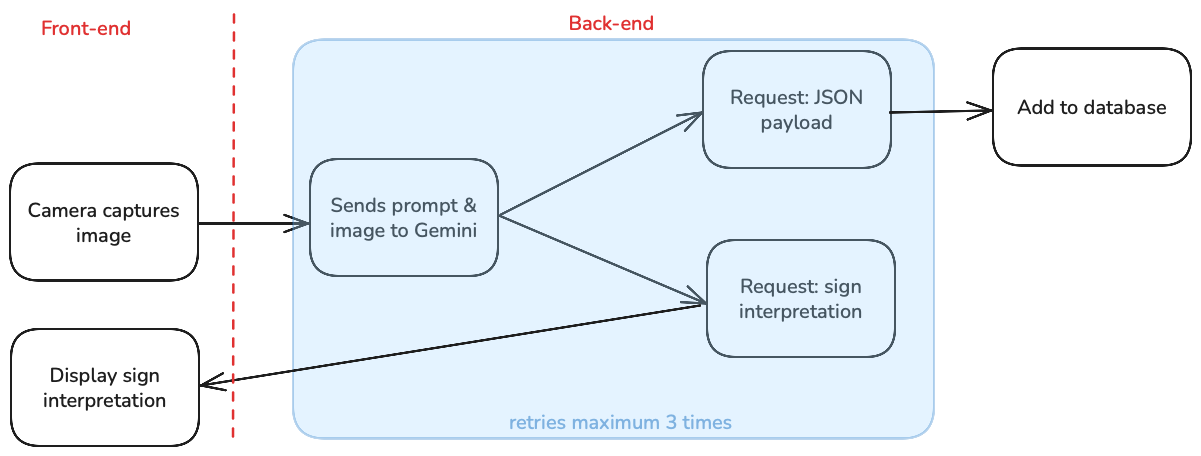 Front-end
Back-end
Camera captures
image
Sends prompt &
image to Gemini
Request: JSON
payload
Add to database
Request: sign
interpretation
Display sign
interpretation
retries maximum 3 times